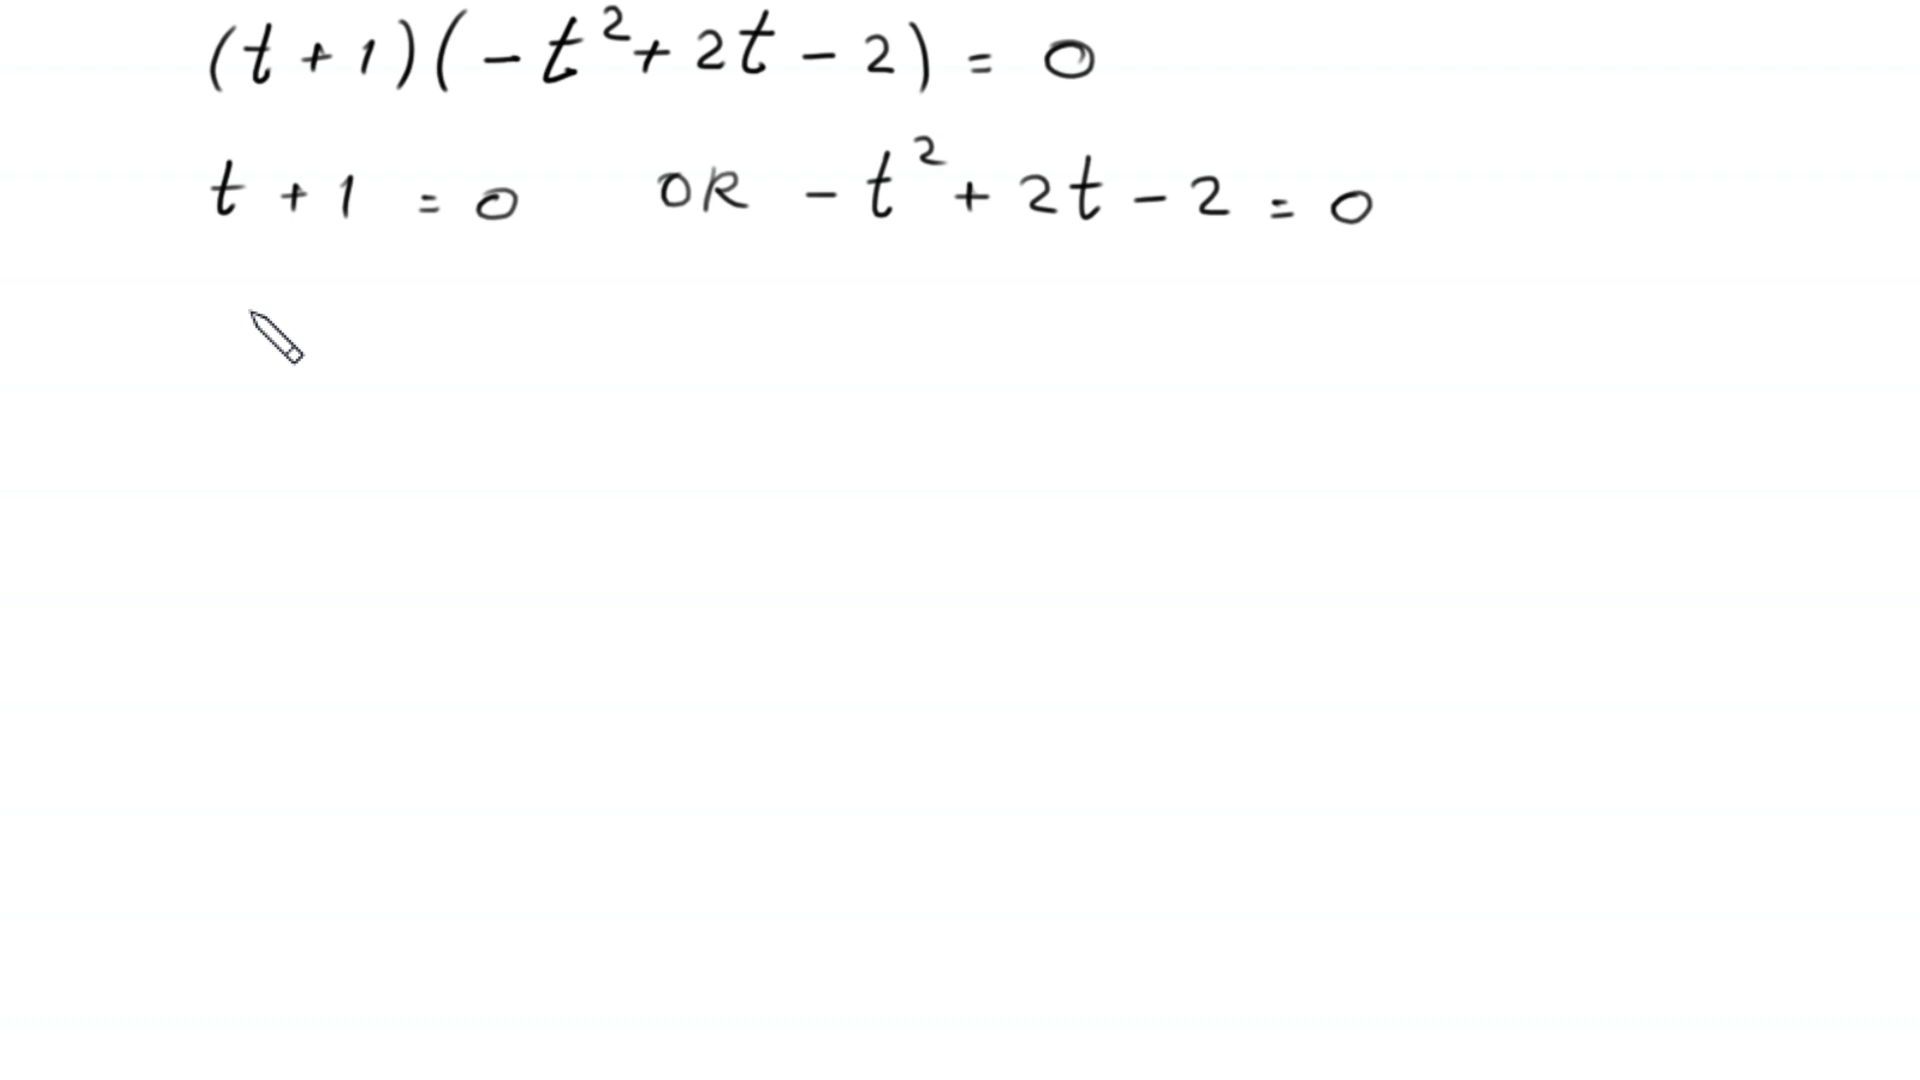 (t + 1)(-t² + 2t - 2) = 0
t + 1 = 0 OR -t² + 2t - 2 = 0